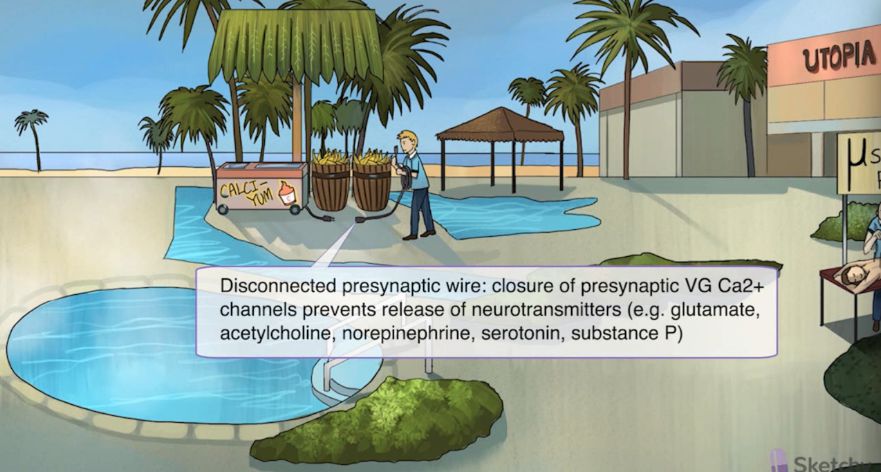 UTOPIA
CALCI-
YUM
μs
Disconnected presynaptic wire: closure of presynaptic VG Ca2+
channels prevents release of neurotransmitters (e.g. glutamate,
acetylcholine, norepinephrine, serotonin, substance P)
Sketchy